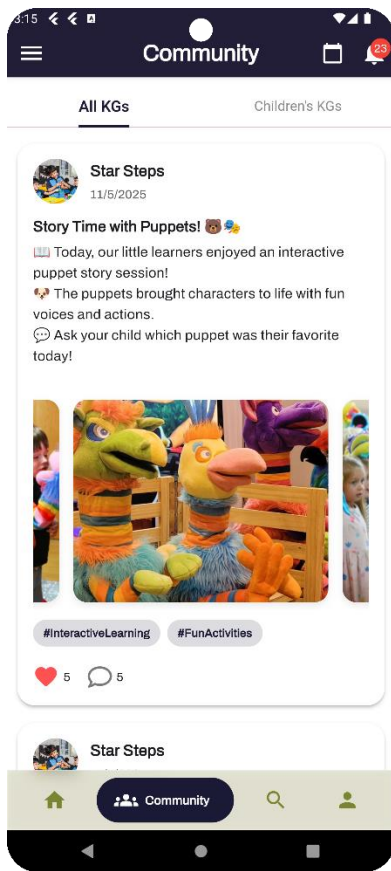 3:15
Community
23
All KGs
Children's KGs
Star Steps
11/5/2025
Story Time with Puppets! 🐻🎭
📖 Today, our little learners enjoyed an interactive
puppet story session!
🐶 The puppets brought characters to life with fun
voices and actions.
💬 Ask your child which puppet was their favorite
today!
#InteractiveLearning
#FunActivities
5
5
Star Steps
Community